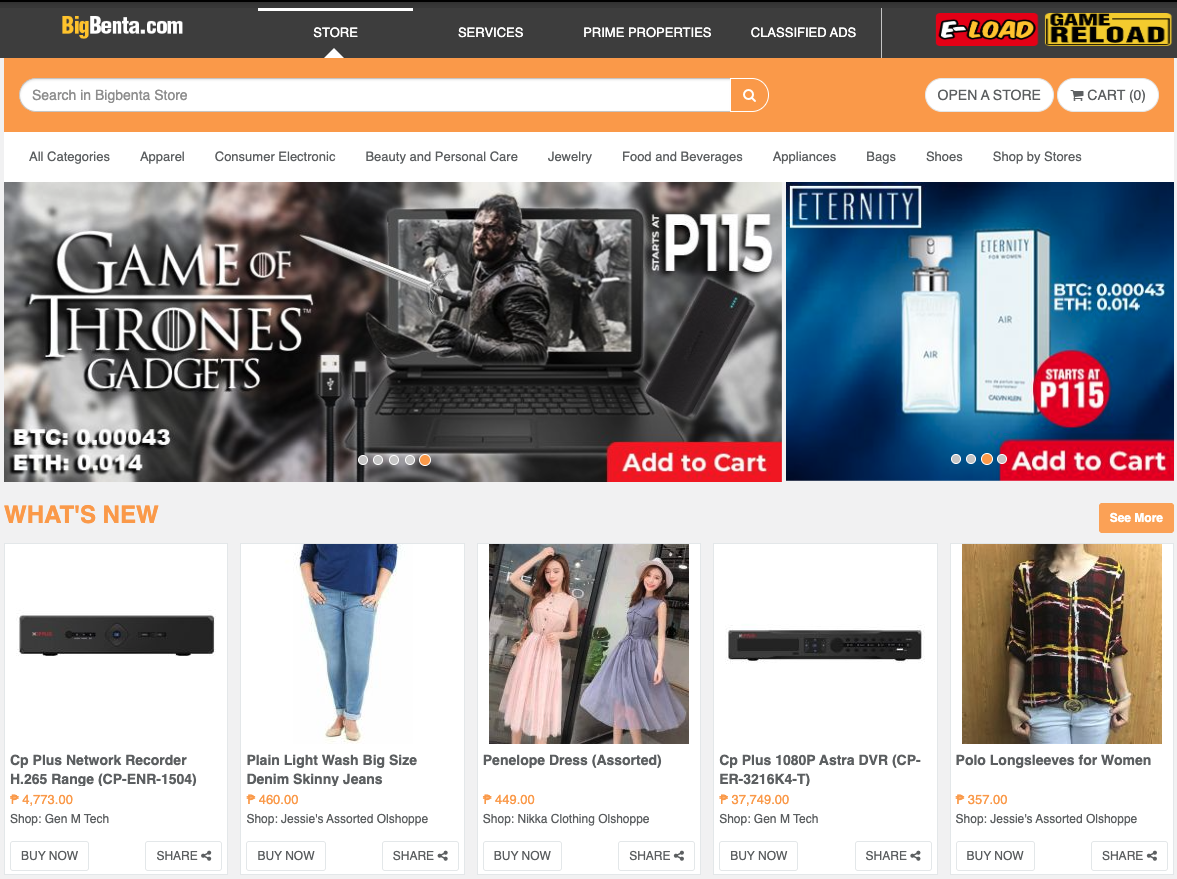 BigBenta.com
STORE
SERVICES
PRIME PROPERTIES
CLASSIFIED ADS
E-LOAD
GAME
RELOAD
Search in Bigbenta Store
OPEN A STORE
CART (0)
All Categories
Apparel
Consumer Electronic
Beauty and Personal Care
Jewelry
Food and Beverages
Appliances
Bags
Shoes
Shop by Stores
GAME OF
THRONES™
GADGETS
STARTS AT
P115
BTC: 0.00043
ETH: 0.014
Add to Cart
ETERNITY
ETERNITY
FOR WOMEN
AIR
AIR
CALVIN KLEIN
BTC: 0.00043
ETH: 0.014
STARTS AT
P115
Add to Cart
WHAT'S NEW
See More
CP PLUS
Cp Plus Network Recorder
H.265 Range (CP-ENR-1504)
₱ 4,773.00
Shop: Gen M Tech
BUY NOW
SHARE
Plain Light Wash Big Size
Denim Skinny Jeans
₱ 460.00
Shop: Jessie's Assorted Olshoppe
BUY NOW
SHARE
Penelope Dress (Assorted)
₱ 449.00
Shop: Nikka Clothing Olshoppe
BUY NOW
SHARE
CP PLUS
Cp Plus 1080P Astra DVR (CP-
ER-3216K4-T)
₱ 37,749.00
Shop: Gen M Tech
BUY NOW
SHARE
Polo Longsleeves for Women
₱ 357.00
Shop: Jessie's Assorted Olshoppe
BUY NOW
SHARE